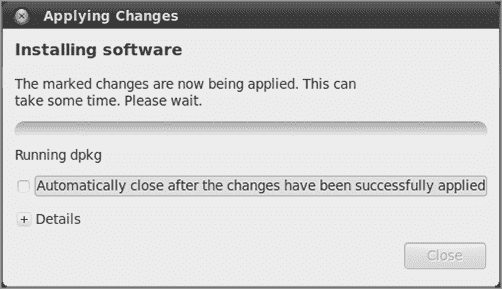 Applying Changes
Installing software
The marked changes are now being applied. This can
take some time. Please wait.
Running dpkg
Automatically close after the changes have been successfully applied
+ Details
Close